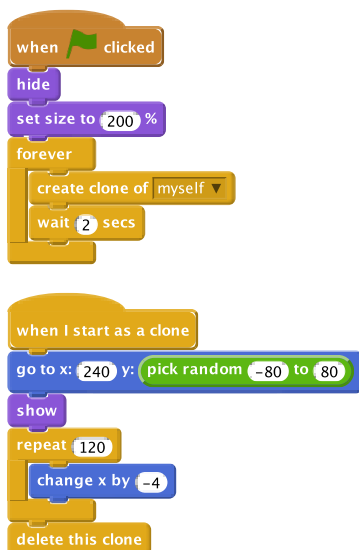 when clicked
hide
set size to 200 %
forever
create clone of myself
wait 2 secs
when I start as a clone
go to x: 240 y: pick random -80 to 80
show
repeat 120
change x by -4
delete this clone